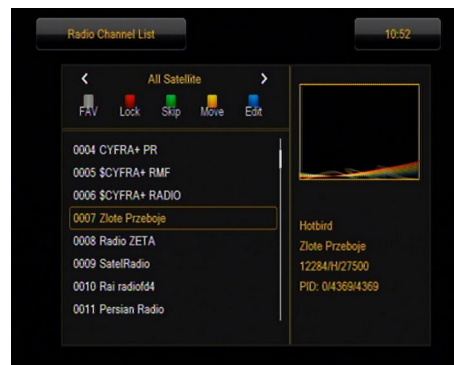 Radio Channel List
10:52
All Satellite
FAV Lock Skip Move Edit
0004 CYFRA+ PR
0005 $CYFRA+ RMF
0006 $CYFRA+ RADIO
0007 Zlote Przeboje
0008 Radio ZETA
0009 SatelRadio
0010 Rai radiofd4
0011 Persian Radio
Hotbird
Zlote Przeboje
12284/H/27500
PID: 0/4369/4369